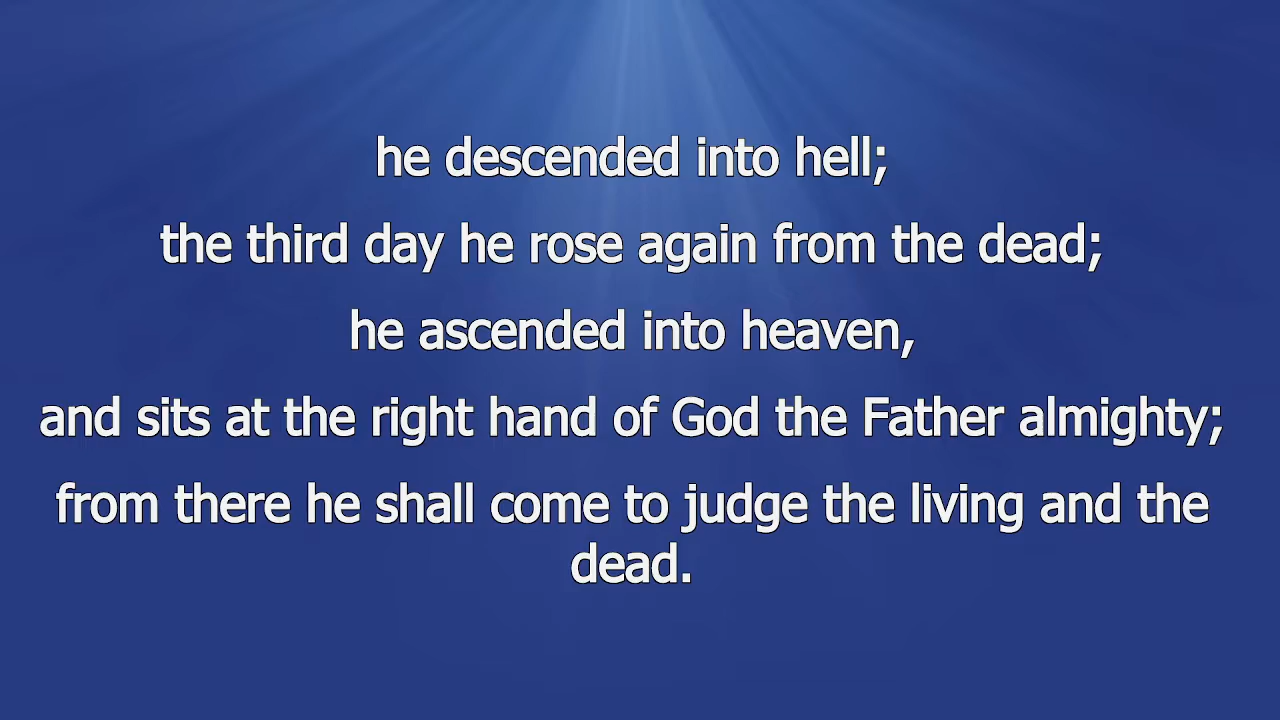 he descended into hell;
the third day he rose again from the dead;
he ascended into heaven,
and sits at the right hand of God the Father almighty;
from there he shall come to judge the living and the
dead.